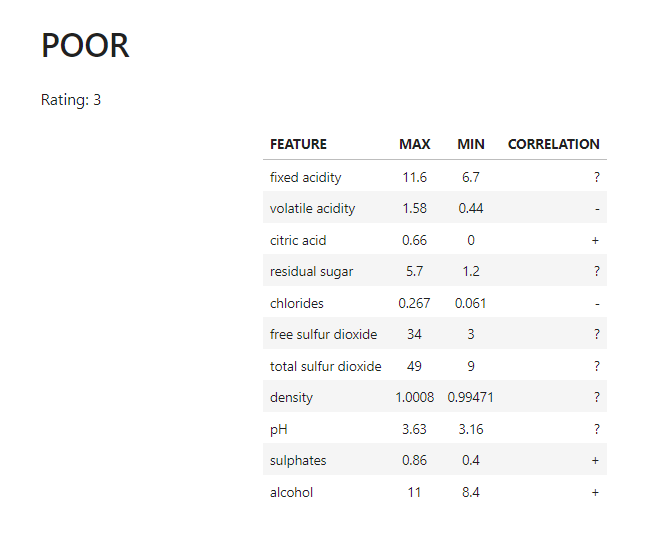 POOR
Rating: 3
FEATURE MAX MIN CORRELATION
fixed acidity 11.6 6.7 ?
volatile acidity 1.58 0.44 -
citric acid 0.66 0 +
residual sugar 5.7 1.2 ?
chlorides 0.267 0.061 -
free sulfur dioxide 34 3 ?
total sulfur dioxide 49 9 ?
density 1.0008 0.99471 ?
pH 3.63 3.16 ?
sulphates 0.86 0.4 +
alcohol 11 8.4 +